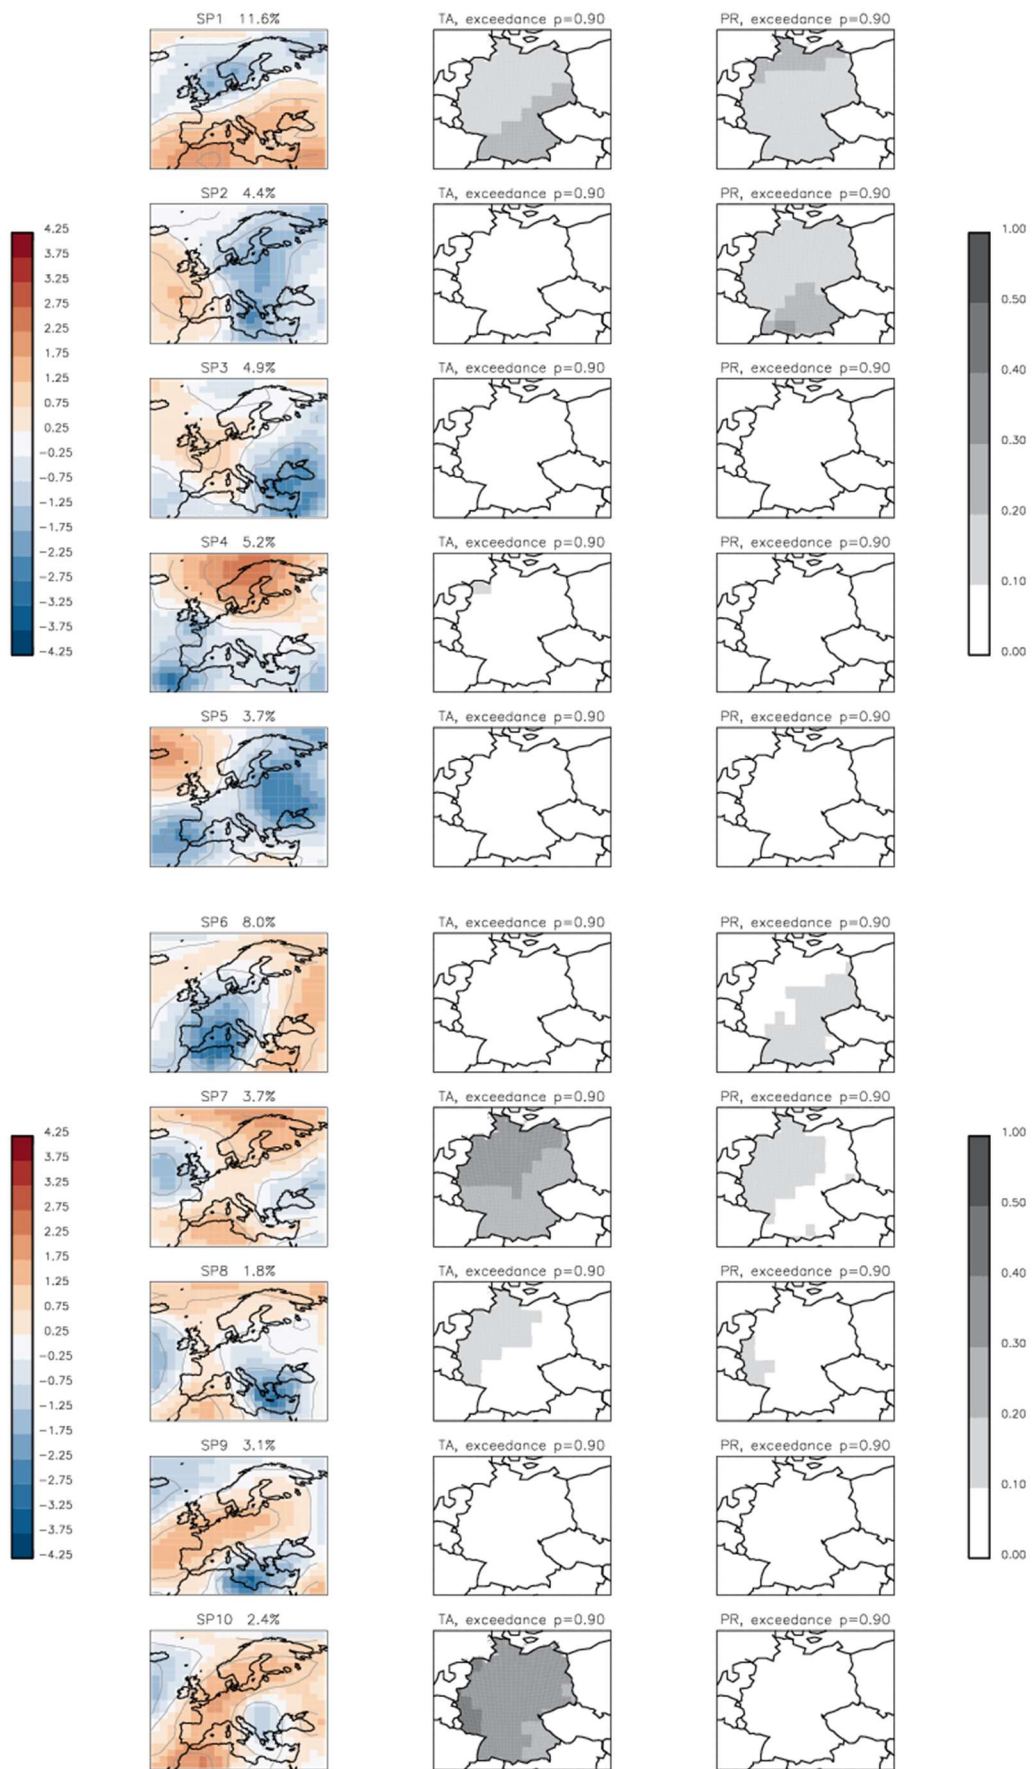 SP1 11.6%
TA, exceedance p=0.90
PR, exceedance p=0.90
SP2 4.4%
TA, exceedance p=0.90
PR, exceedance p=0.90
4.25
3.75
3.25
2.75
2.25
1.75
1.25
0.75
0.25
−0.25
−0.75
−1.25
−1.75
−2.25
−2.75
−3.25
−3.75
−4.25
1.00
0.50
0.40
0.30
0.20
0.10
0.00
SP3 4.9%
TA, exceedance p=0.90
PR, exceedance p=0.90
SP4 5.2%
TA, exceedance p=0.90
PR, exceedance p=0.90
SP5 3.7%
TA, exceedance p=0.90
PR, exceedance p=0.90
SP6 8.0%
TA, exceedance p=0.90
PR, exceedance p=0.90
SP7 3.7%
TA, exceedance p=0.90
PR, exceedance p=0.90
4.25
3.75
3.25
2.75
2.25
1.75
1.25
0.75
0.25
−0.25
−0.75
−1.25
−1.75
−2.25
−2.75
−3.25
−3.75
−4.25
1.00
0.50
0.40
0.30
0.20
0.10
0.00
SP8 1.8%
TA, exceedance p=0.90
PR, exceedance p=0.90
SP9 3.1%
TA, exceedance p=0.90
PR, exceedance p=0.90
SP10 2.4%
TA, exceedance p=0.90
PR, exceedance p=0.90